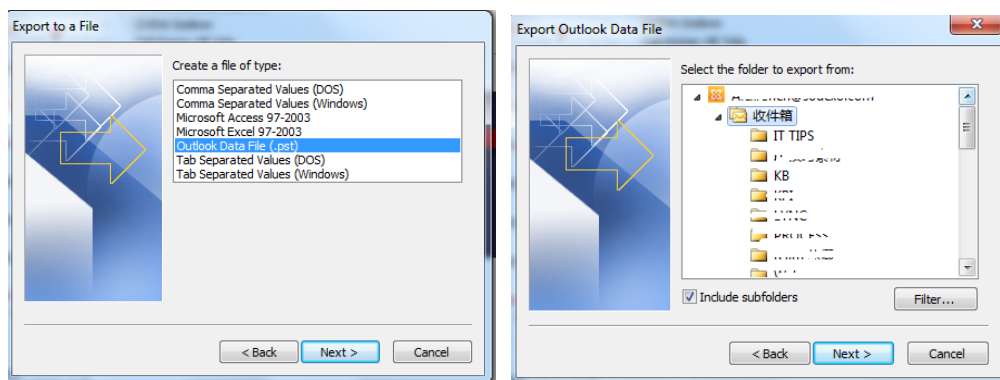 Export to a File
Create a file of type:
Comma Separated Values (DOS)
Comma Separated Values (Windows)
Microsoft Access 97-2003
Microsoft Excel 97-2003
Outlook Data File (.pst)
Tab Separated Values (DOS)
Tab Separated Values (Windows)
< Back
Next >
Cancel
Export Outlook Data File
Select the folder to export from:
收件箱
IT TIPS
KB
KPI
LYNC
PROCESS
Include subfolders
Filter...
< Back
Next >
Cancel